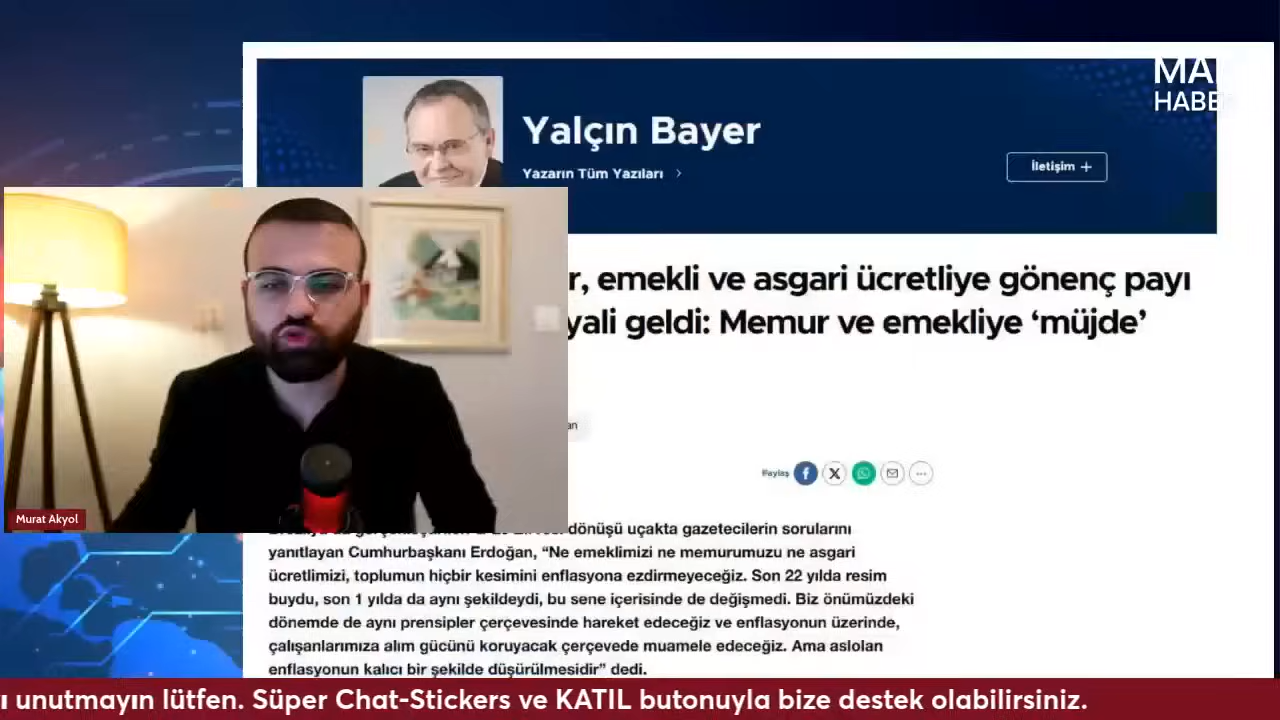 MA
HABE
Yalçın Bayer
Yazarın Tüm Yazıları
İletişim +
emekli ve asgari ücretliye gönenç payı
geldi: Memur ve emekliye ‘müjde’
Paylaş
dönüşü uçakta gazetecilerin sorularını
yanıtlayan Cumhurbaşkanı Erdoğan, “Ne emeklimizi ne memurumuzu ne asgari
ücretlimizi, toplumun hiçbir kesimini enflasyona ezdirmeyeceğiz. Son 22 yılda resim
buydu, son 1 yılda da aynı şekildeydi, bu sene içerisinde de değişmedi. Biz önümüzdeki
dönemde de aynı prensipler çerçevesinde hareket edeceğiz ve enflasyonun üzerinde,
çalışanlarımıza alım gücünü koruyacak çerçevede muamele edeceğiz. Ama aslolan
enflasyonun kalıcı bir şekilde düşürülmesidir” dedi.
Murat Akyol
unutmayın lütfen. Süper Chat-Stickers ve KATIL butonuyla bize destek olabilirsiniz.